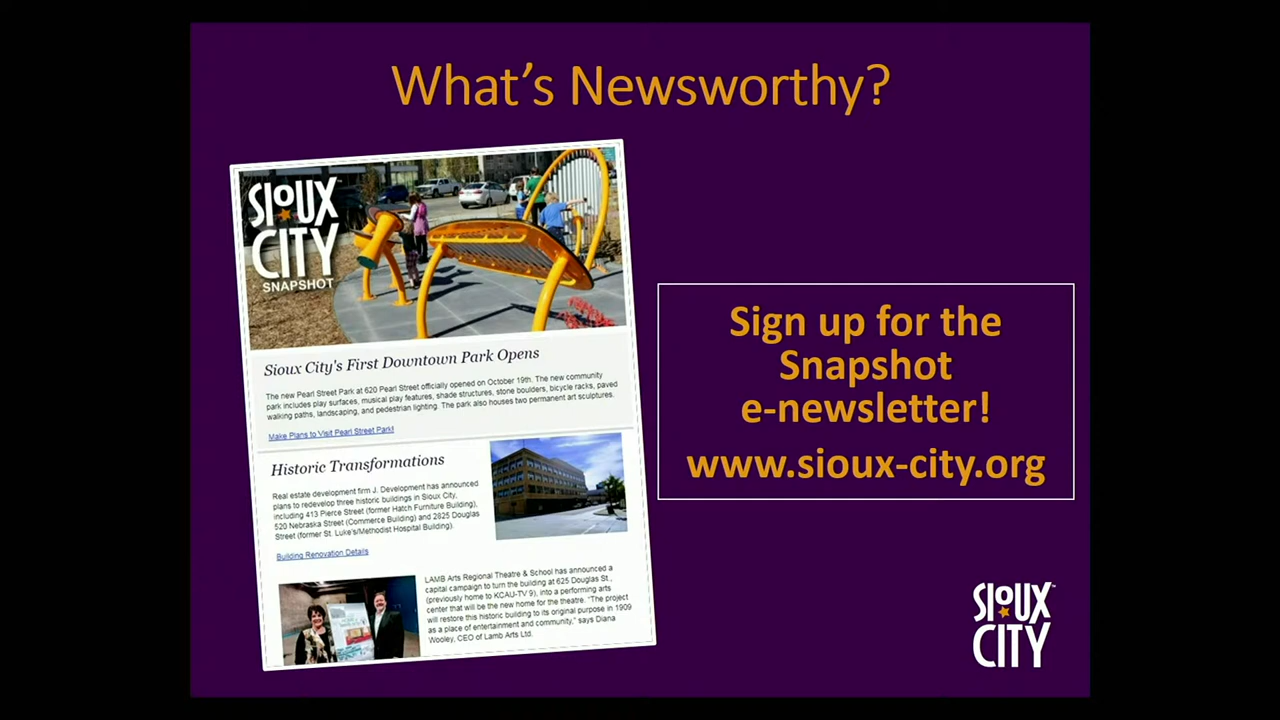 What's Newsworthy?
SIOUX
CITY
SNAPSHOT
Sioux City's First Downtown Park Opens
The new Pearl Street Park at 620 Pearl Street officially opened on October 19th. The new community
park includes play surfaces, musical play features, shade structures, stone boulders, bicycle racks, paved
walking paths, landscaping, and pedestrian lighting. The park also houses two permanent art sculptures.
Make Plans to Visit Pearl Street Park!
Historic Transformations
Real estate development firm J. Development has announced
plans to redevelop three historic buildings in Sioux City,
including 413 Pierce Street (former Hatch Furniture Building),
520 Nebraska Street (Commerce Building) and 2825 Douglas
Street (former St. Luke's/Methodist Hospital Building).
Building Renovation Details
LAMB Arts Regional Theatre & School has announced a
capital campaign to turn the building at 625 Douglas St.,
(previously home to KCAU-TV 9), into a performing arts
center that will be the new home for the theatre. "The project
will restore this historic building to its original purpose in 1909
as a place of entertainment and community," says Diana
Wooley, CEO of Lamb Arts Ltd.
Sign up for the
Snapshot
e-newsletter!
www.sioux-city.org
SIOUX
CITY